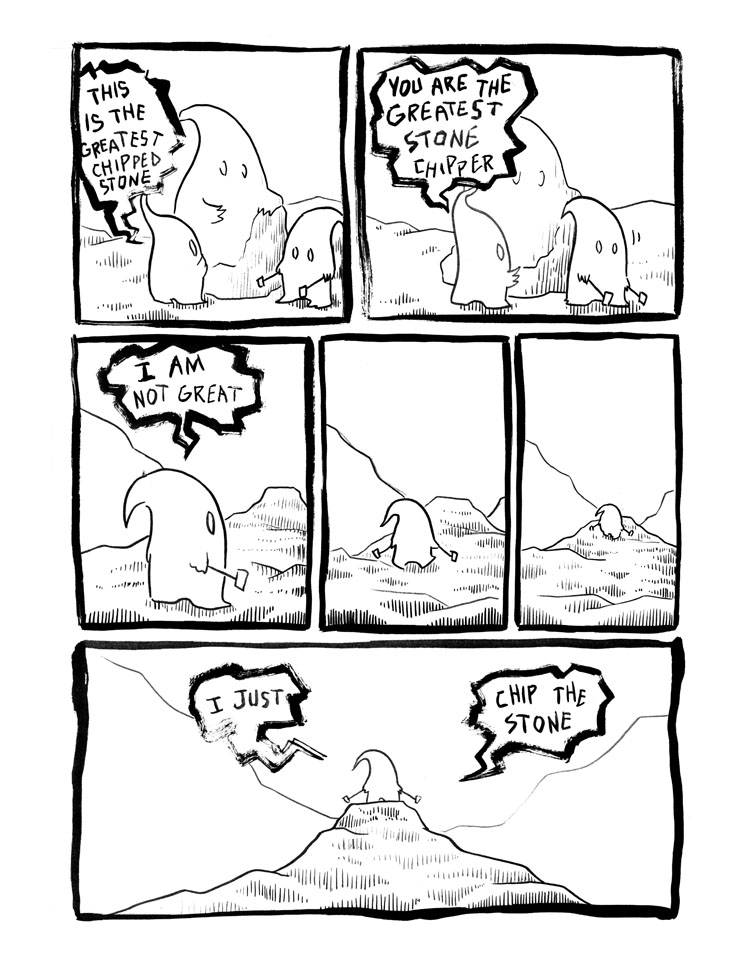 THIS
IS THE
GREATEST
CHIPPED
STONE
YOU ARE THE
GREATEST
STONE
CHIPPER
I AM
NOT GREAT
I JUST
CHIP THE
STONE